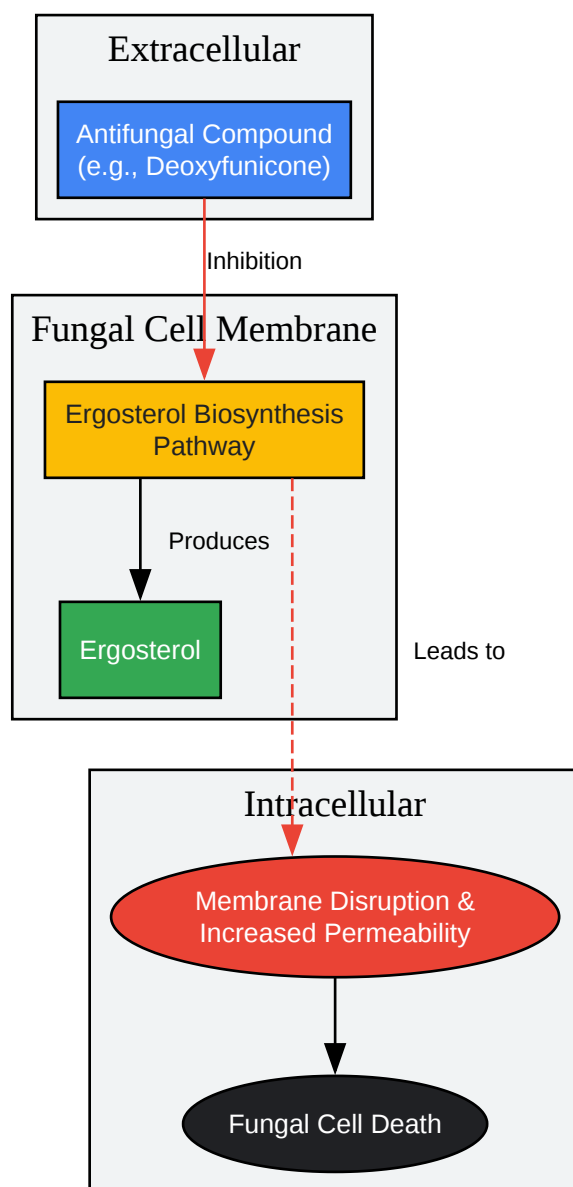 Extracellular
Antifungal Compound
(e.g., Deoxyfunicone)
Inhibition
Fungal Cell Membrane
Ergosterol Biosynthesis
Pathway
Produces
Ergosterol
Leads to
Intracellular
Membrane Disruption &
Increased Permeability
Fungal Cell Death